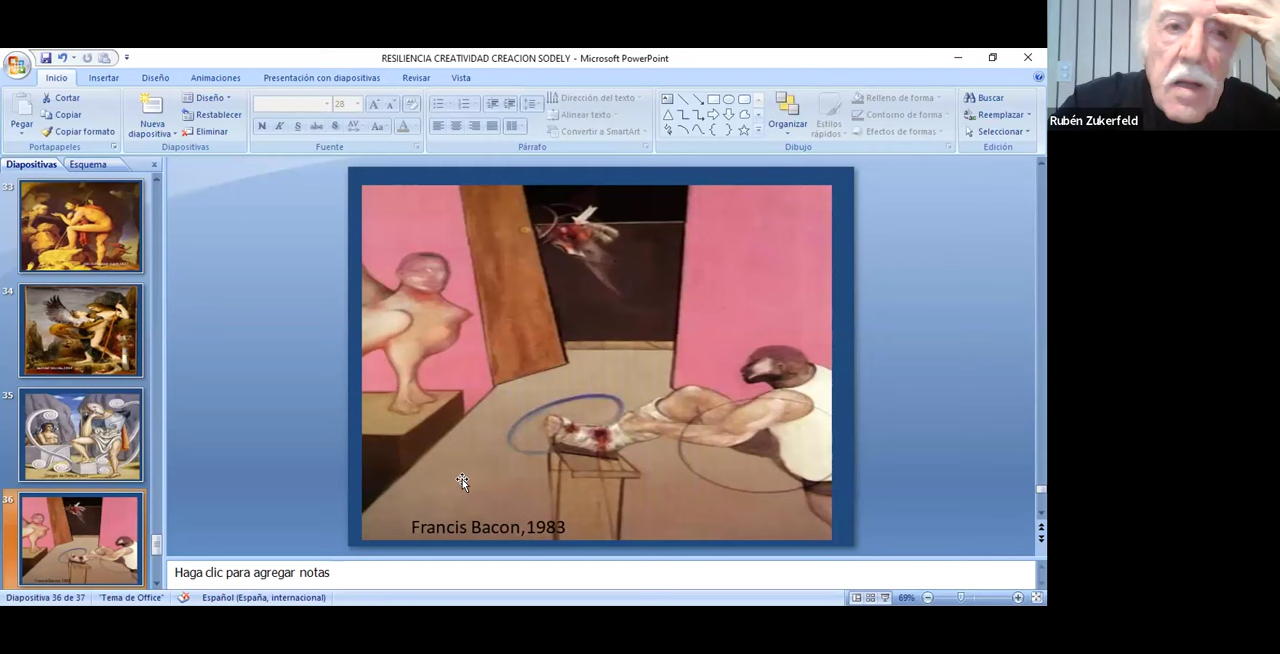 RESILIENCIA CREATIVIDAD CREACION SODELY - Microsoft PowerPoint
Inicio Insertar Diseño Animaciones Presentación con diapositivas Revisar Vista
Pegar
Cortar
Copiar
Copiar formato
Portapapeles
Nueva
diapositiva
Diseño
Restablecer
Eliminar
Diapositivas
28
N K S abc S AV Aa A
Fuente
Dirección del texto
Alinear texto
Convertir a SmartArt
Párrafo
Organizar
Estilos
rápidos
Relleno de forma
Contorno de forma
Efectos de formas
Dibujo
Buscar
Reemplazar
Seleccionar
Edición
Diapositivas Esquema
33
34
35
36
Francis Bacon,1983
Haga clic para agregar notas
Diapositiva 36 de 37 "Tema de Office" Español (España, internacional) 69%
Rubén Zukerfeld